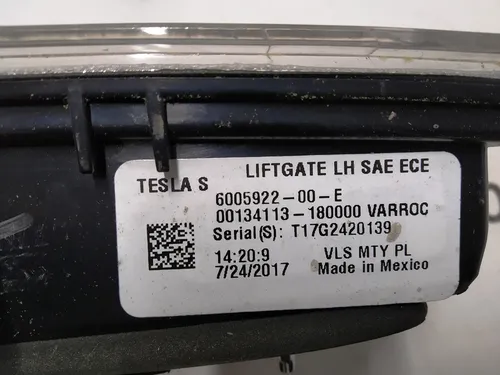 LIFTGATE LH SAE ECE
TESLA S
6005922-00-E
00134113-180000 VARROC
Serial(S): T17G2420139
14:20:9 VLS MTY PL
7/24/2017 Made in Mexico